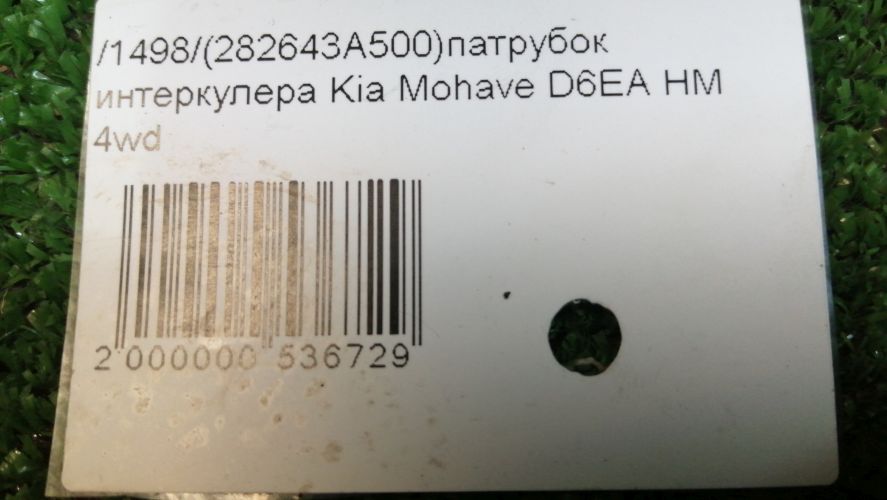 /1498/(282643A500)патрубок
интеркулера Kia Mohave D6EA HM
4wd
2 000000 536729